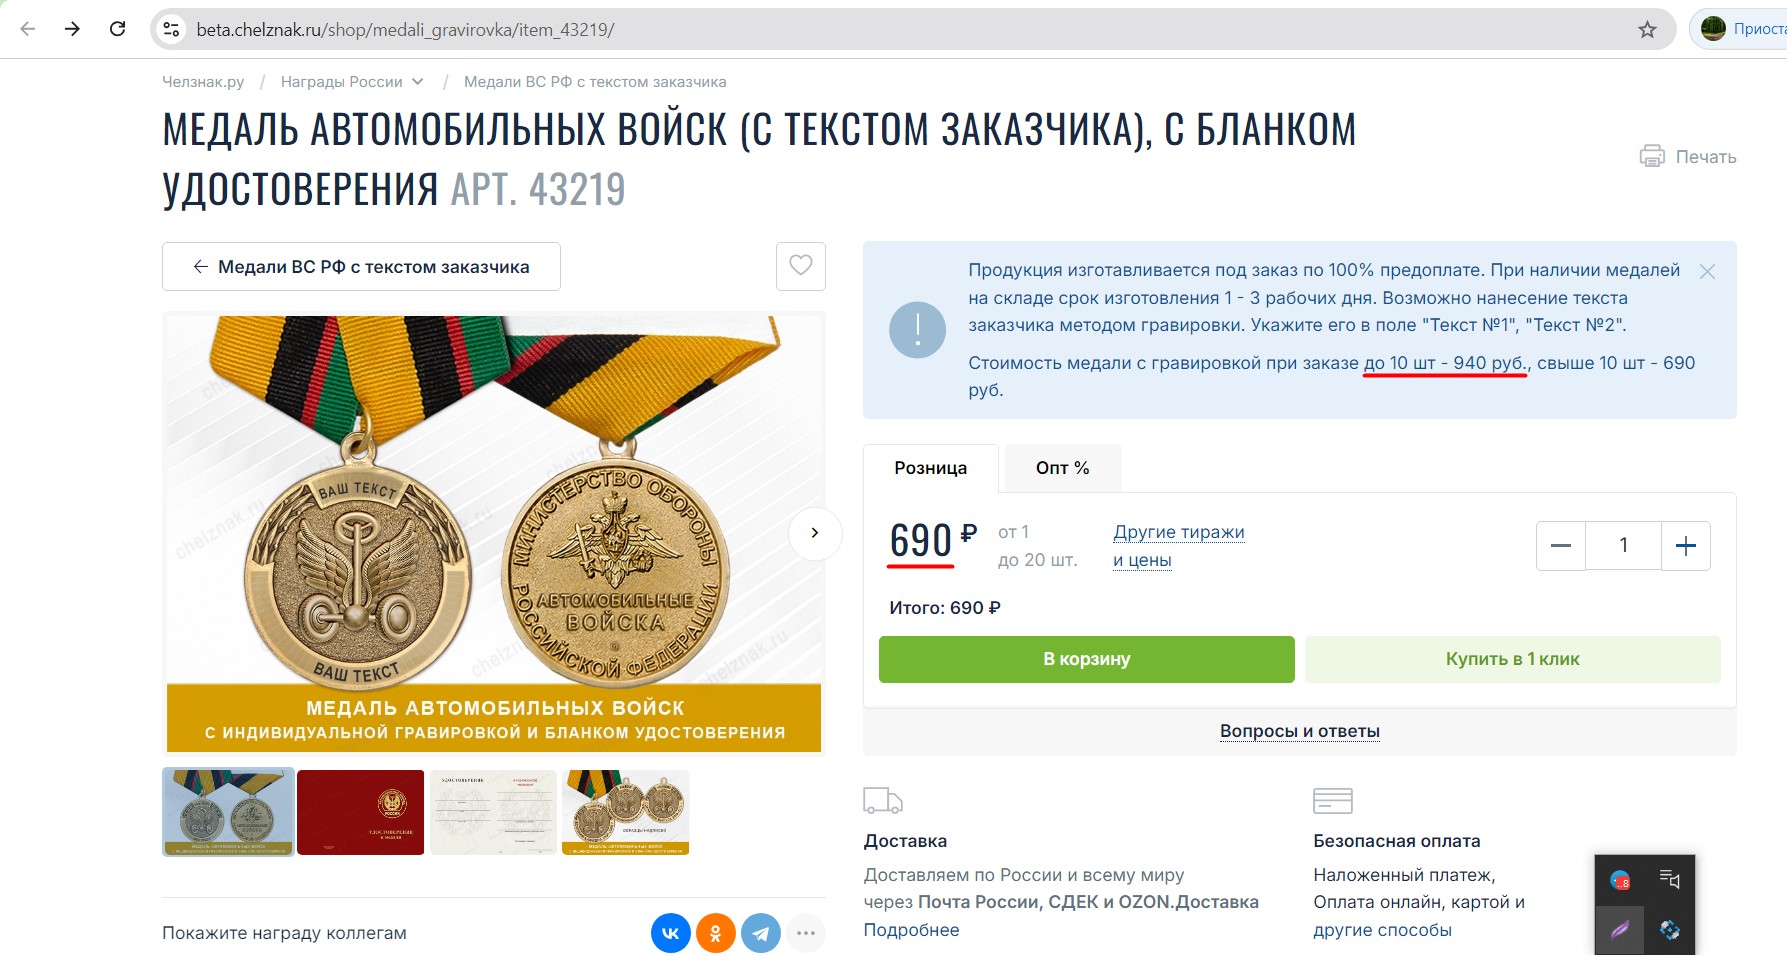 beta.chelznak.ru/shop/medali_gravirovka/item_43219/
Приоста
Челзнак.ру / Награды России / Медали ВС РФ с текстом заказчика
МЕДАЛЬ АВТОМОБИЛЬНЫХ ВОЙСК (С ТЕКСТОМ ЗАКАЗЧИКА), С БЛАНКОМ
УДОСТОВЕРЕНИЯ АРТ. 43219
Печать
← Медали ВС РФ с текстом заказчика
Продукция изготавливается под заказ по 100% предоплате. При наличии медалей
на складе срок изготовления 1 - 3 рабочих дня. Возможно нанесение текста
заказчика методом гравировки. Укажите его в поле "Текст №1", "Текст №2".
Стоимость медали с гравировкой при заказе до 10 шт - 940 руб., свыше 10 шт - 690
руб.
chelznak.ru
ВАШ ТЕКСТ
ВАШ ТЕКСТ
МИНИСТЕРСТВО ОБОРОНЫ
РОССИЙСКОЙ ФЕДЕРАЦИИ
АВТОМОБИЛЬНЫЕ
ВОЙСКА
МЕДАЛЬ АВТОМОБИЛЬНЫХ ВОЙСК
С ИНДИВИДУАЛЬНОЙ ГРАВИРОВКОЙ И БЛАНКОМ УДОСТОВЕРЕНИЯ
Розница
Опт %
690 ₽
от 1
до 20 шт.
Другие тиражи
и цены
1
Итого: 690 ₽
В корзину
Купить в 1 клик
Вопросы и ответы
УДОСТОВЕРЕНИЕ
Доставка
Доставляем по России и всему миру
через Почта России, СДЕК и OZON.Доставка
Подробнее
Безопасная оплата
Наложенный платеж,
Оплата онлайн, картой и
другие способы
Покажите награду коллегам